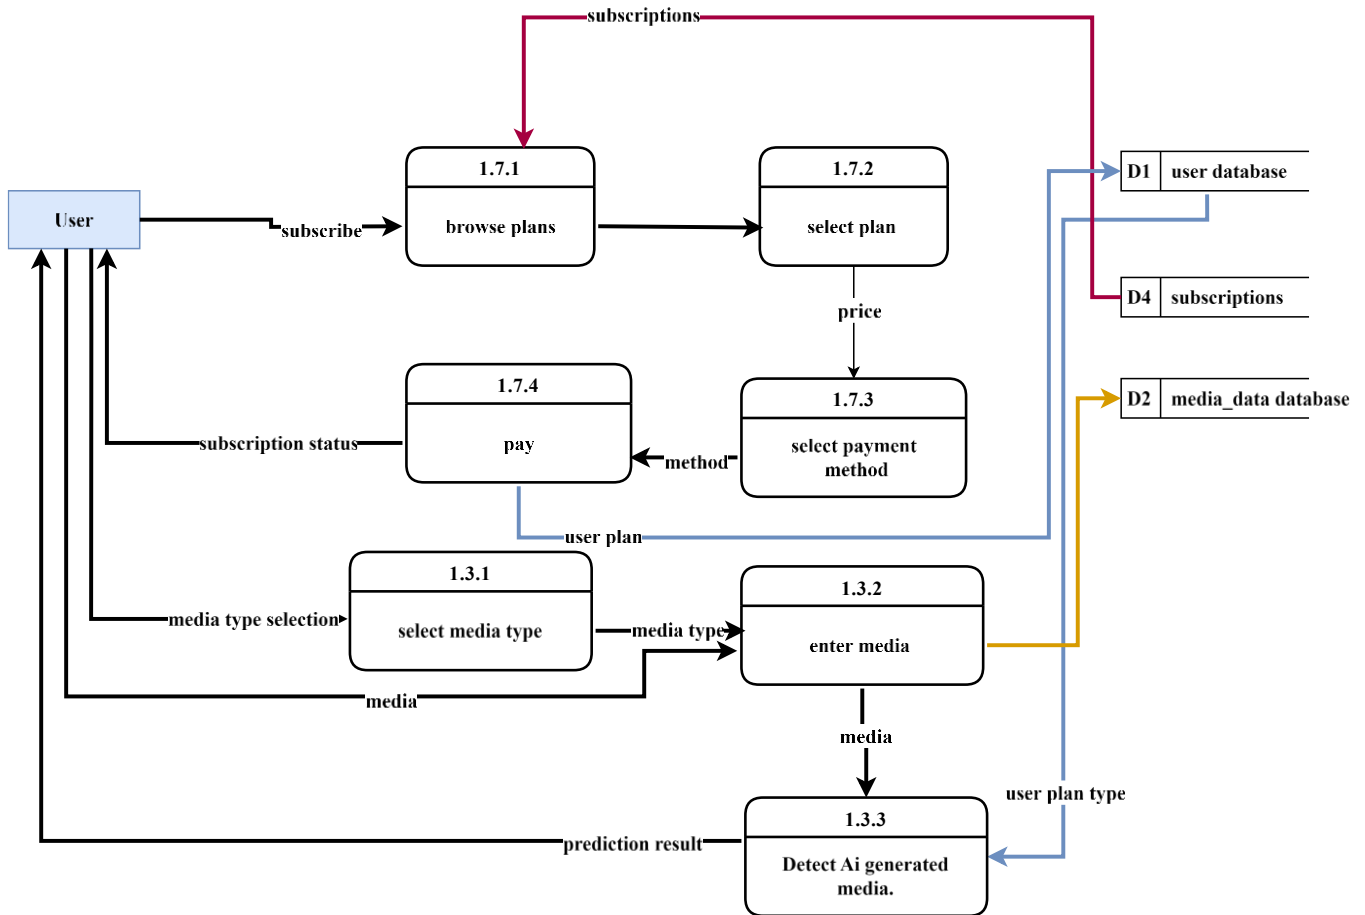 subscriptions
1.7.1
browse plans
1.7.2
select plan
D1
user database
User
subscribe
D4
subscriptions
price
1.7.4
pay
1.7.3
select payment
method
D2
media_data database
subscription status
method
user plan
1.3.1
select media type
1.3.2
enter media
media type selection
media type
media
media
user plan type
1.3.3
Detect Ai generated
media.
prediction result